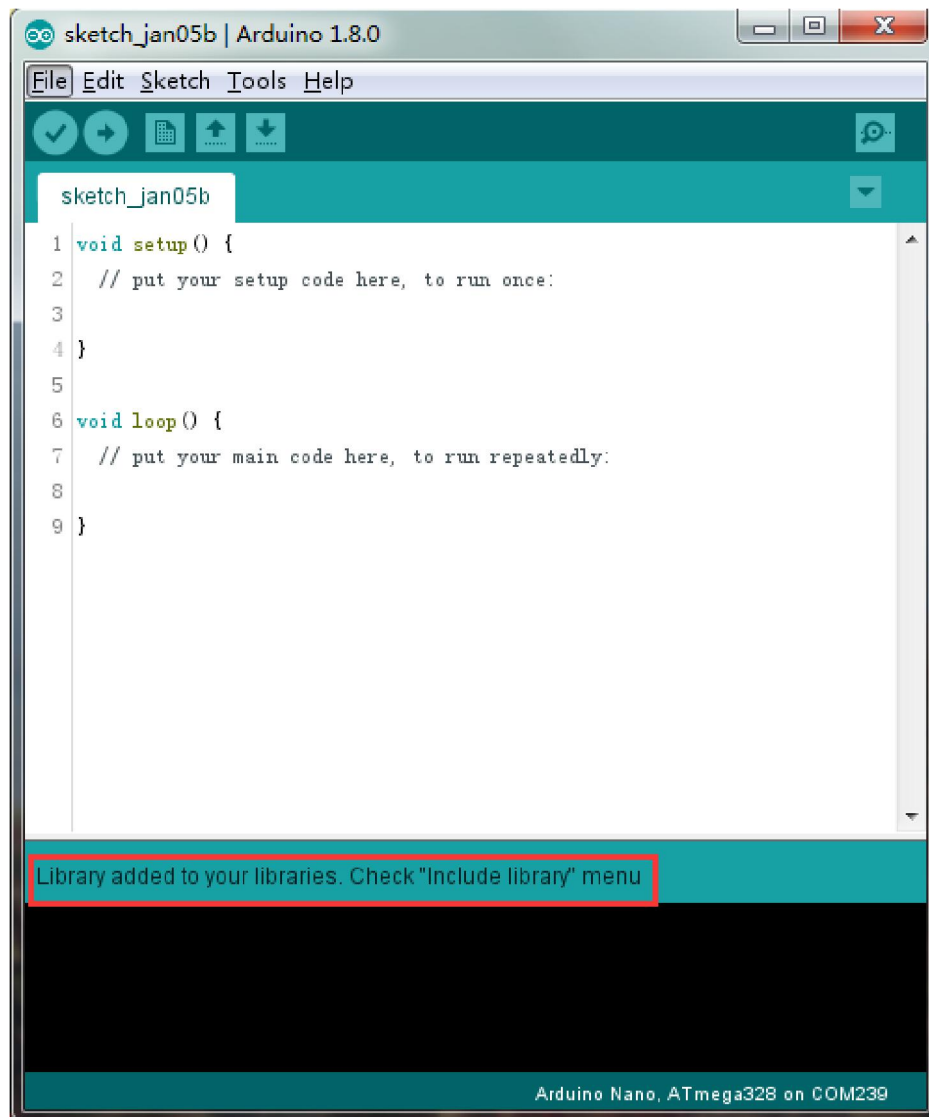 sketch_jan05b | Arduino 1.8.0
File Edit Sketch Tools Help
sketch_jan05b
1 void setup() {
2   // put your setup code here, to run once:
3
4 }
5
6 void loop() {
7   // put your main code here, to run repeatedly:
8
9 }
Library added to your libraries. Check "Include library" menu
Arduino Nano, ATmega328 on COM239